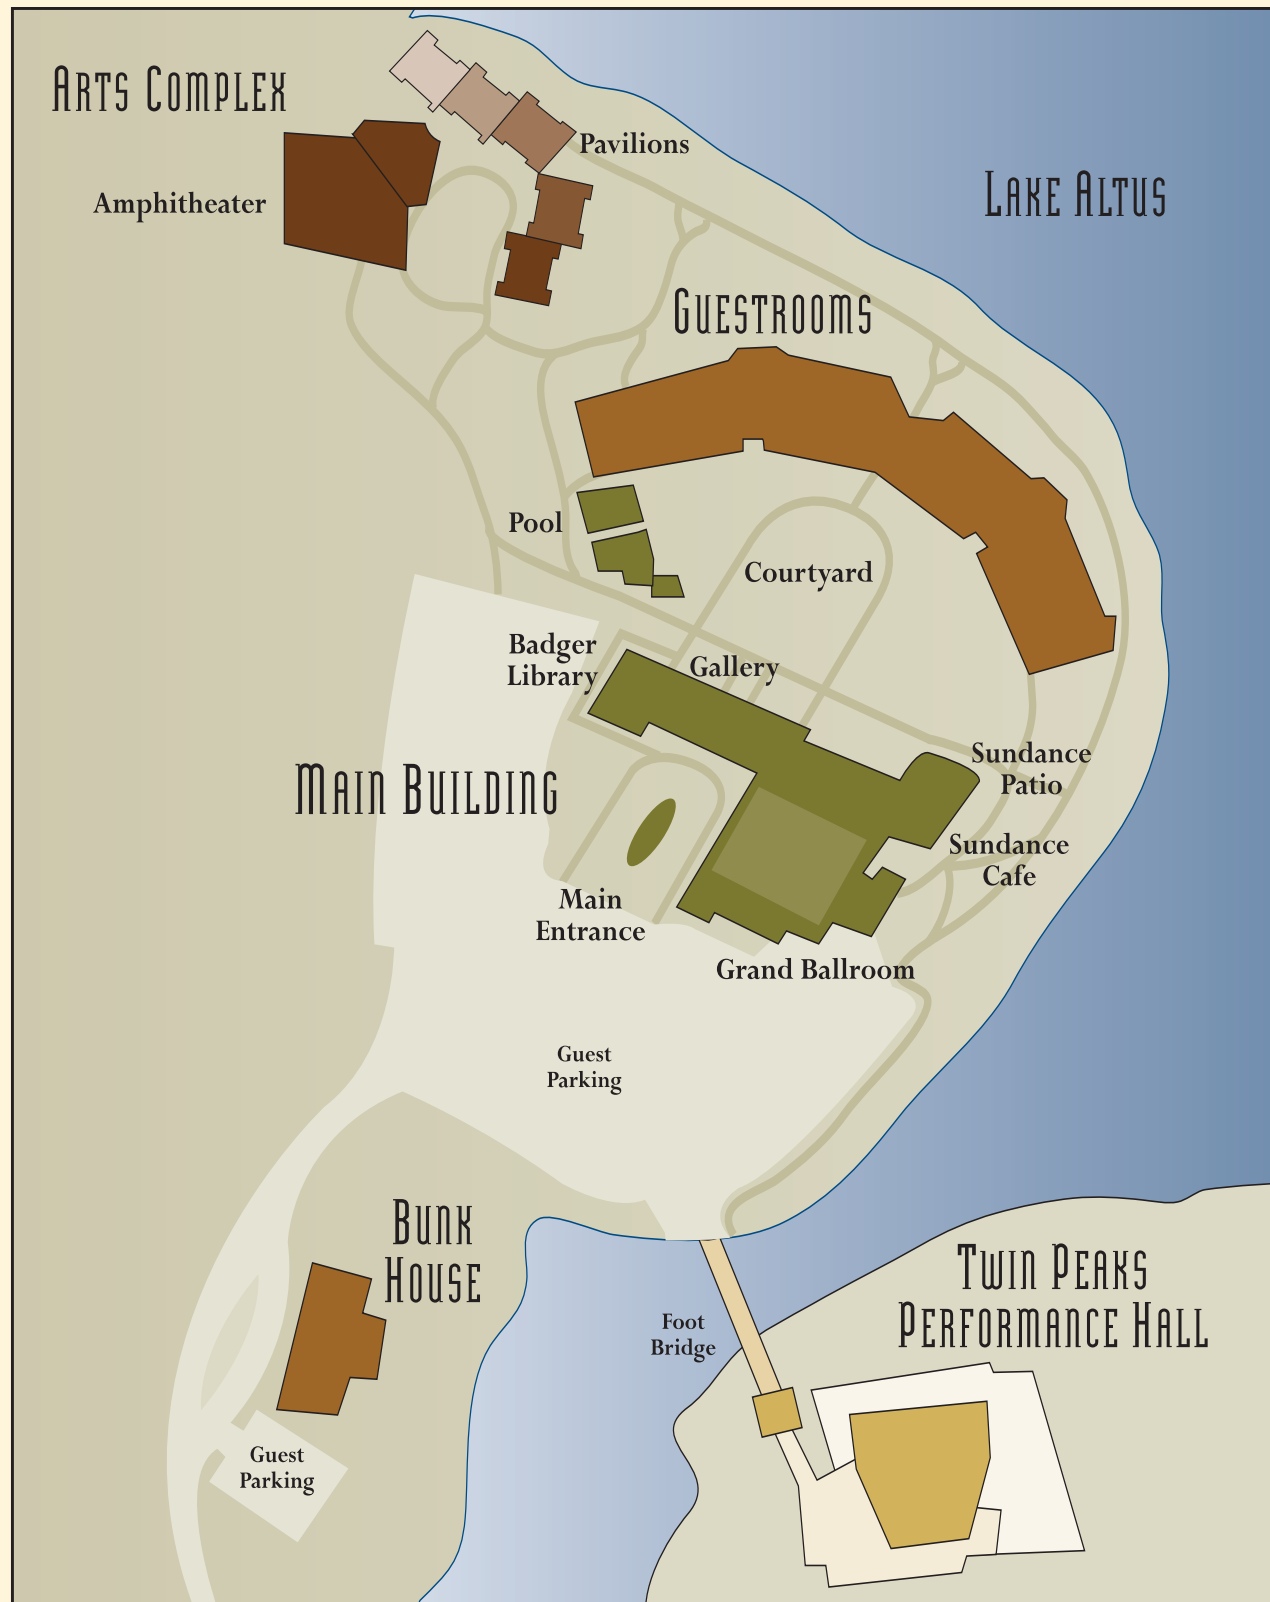 ARTS COMPLEX
Pavilions
Amphitheater
LAKE ALTUS
GUESTROOMS
Pool
Courtyard
Badger
Library
Gallery
Sundance
Patio
MAIN BUILDING
Sundance
Cafe
Main
Entrance
Grand Ballroom
Guest
Parking
BUNK
HOUSE
TWIN PEAKS
PERFORMANCE HALL
Foot
Bridge
Guest
Parking